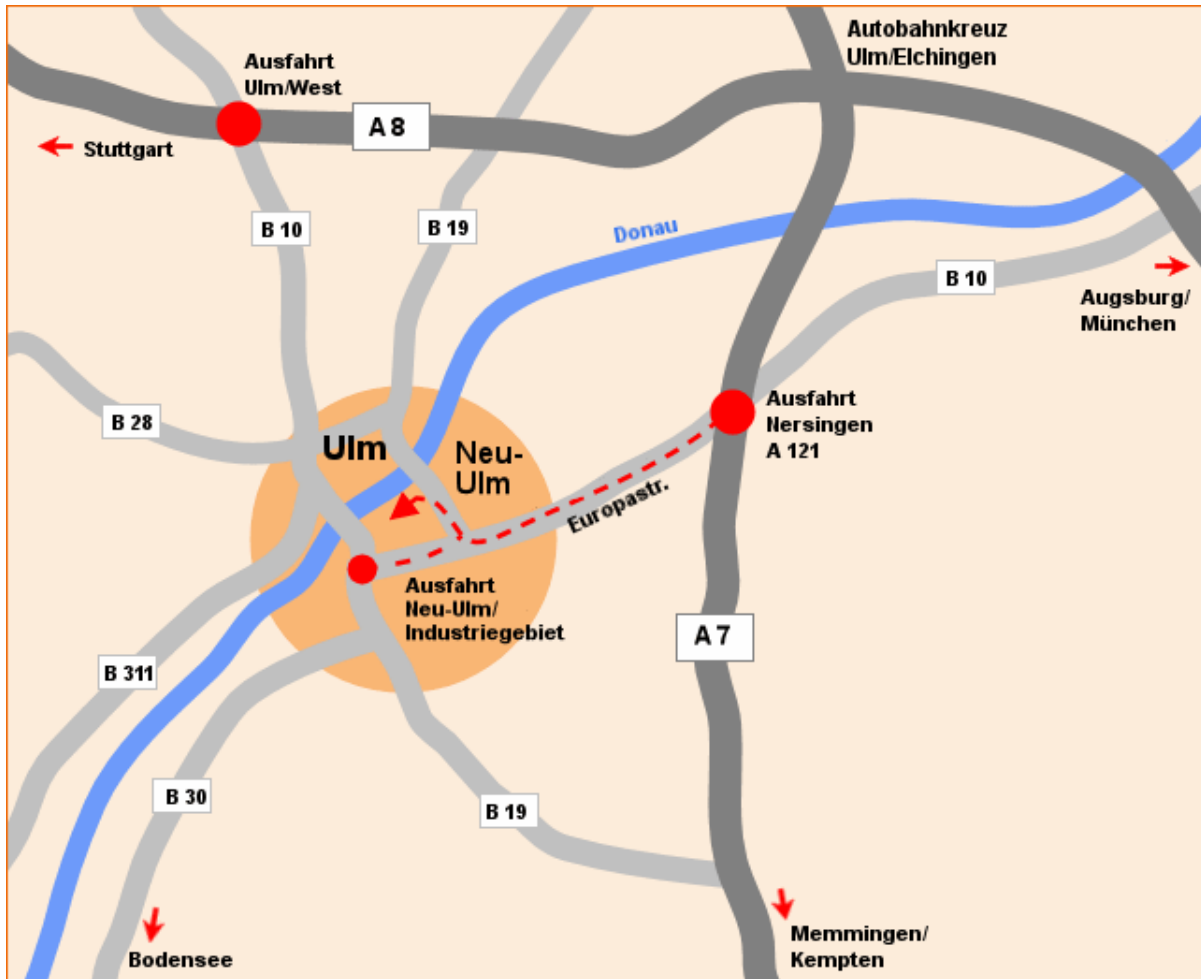 Autobahnkreuz
Ulm/Elchingen
Ausfahrt
Ulm/West
A 8
Stuttgart
B 10
B 19
Donau
B 10
Augsburg/
München
B 28
Ausfahrt
Nersingen
A 121
Ulm
Neu-
Ulm
Europastr.
Ausfahrt
Neu-Ulm/
Industriegebiet
A 7
B 311
B 30
B 19
Bodensee
Memmingen/
Kempten